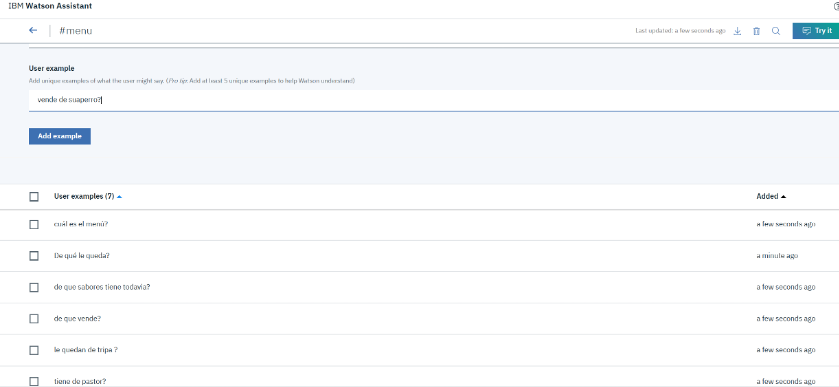 IBM Watson Assistant
#menu
Last updated: a few seconds ago
Try it
User example
Add unique examples of what the user might say. (Pro tip: Add at least 5 unique examples to help Watson understand)
vende de suaperro?
Add example
User examples (7)
Added
cuál es el menú?
a few seconds ago
De qué le queda?
a minute ago
de que sabores tiene todavia?
a few seconds ago
de que vende?
a few seconds ago
le quedan de tripa ?
a few seconds ago
tiene de pastor?
a few seconds ago